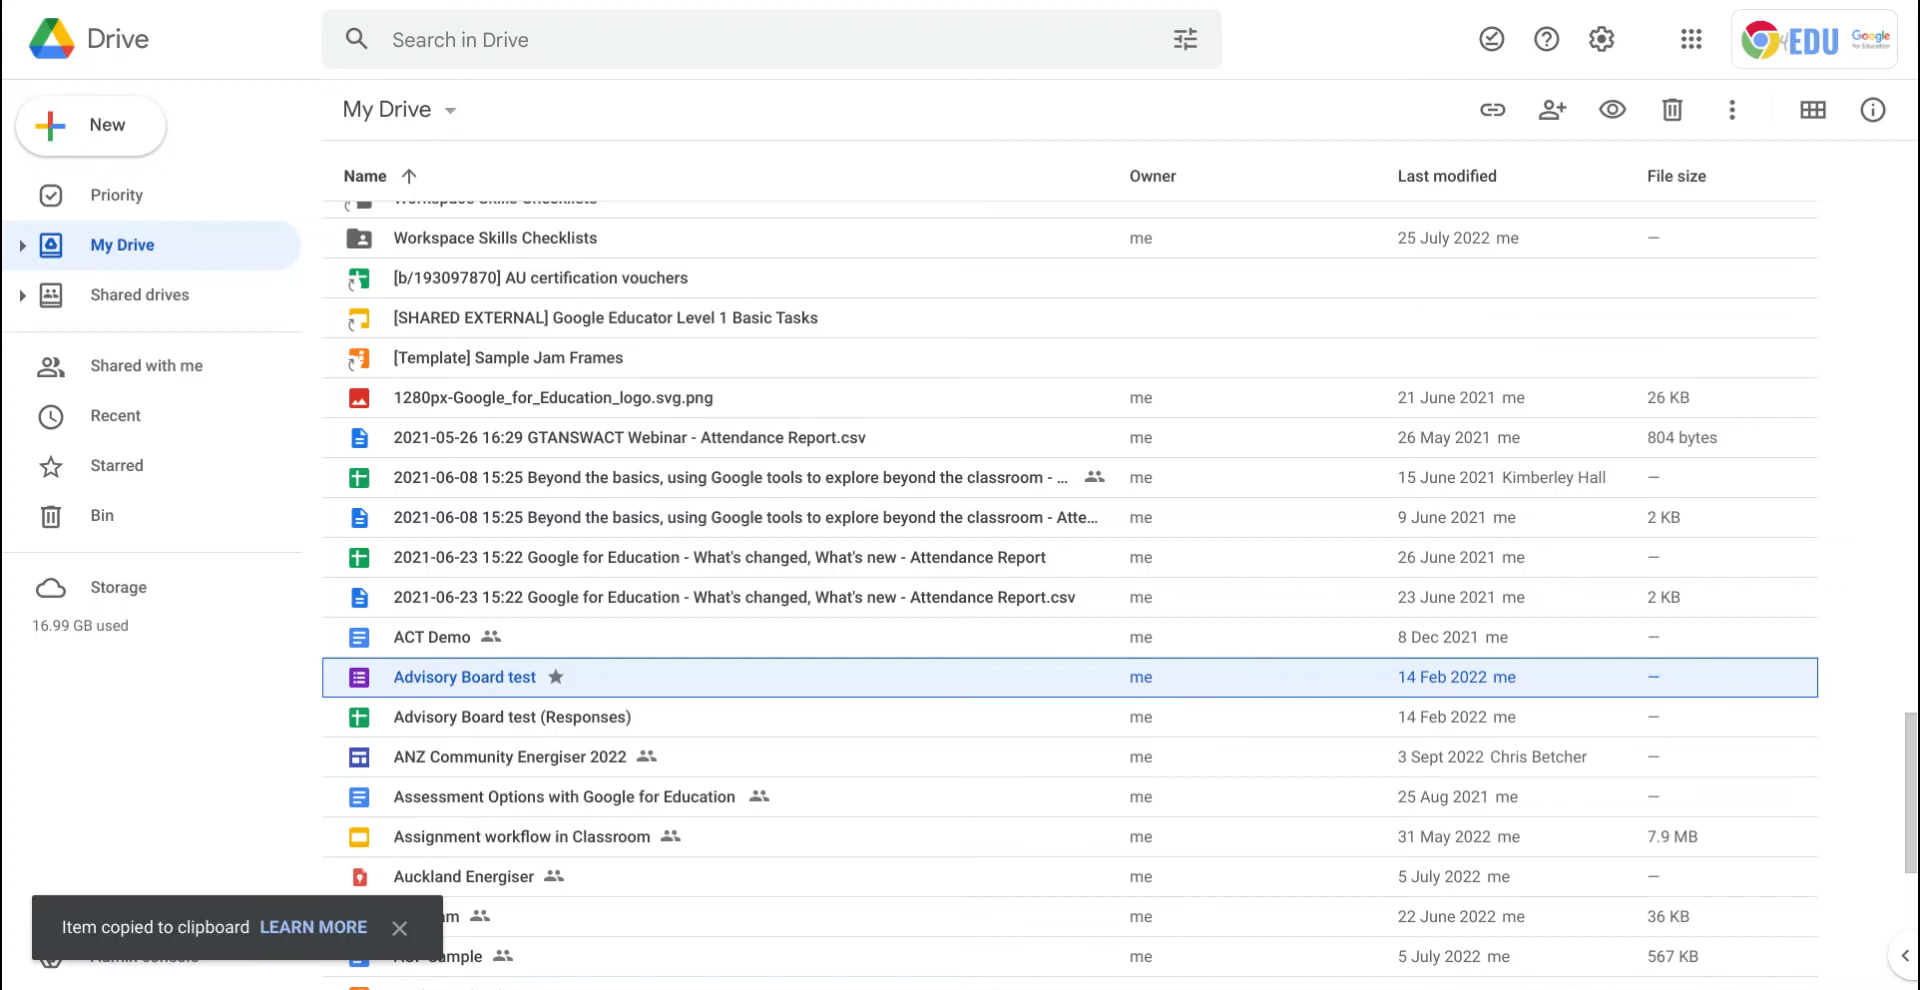 Drive
Search in Drive
4EDU
Google
for Education
New
My Drive
Priority
My Drive
Shared drives
Shared with me
Recent
Starred
Bin
Storage
16.99 GB used
Name Owner Last modified File size
Workspace Skills Checklists
Workspace Skills Checklists me 25 July 2022 me –
[b/193097870] AU certification vouchers
[SHARED EXTERNAL] Google Educator Level 1 Basic Tasks
[Template] Sample Jam Frames
1280px-Google_for_Education_logo.svg.png me 21 June 2021 me 26 KB
2021-05-26 16:29 GTANSWACT Webinar - Attendance Report.csv me 26 May 2021 me 804 bytes
2021-06-08 15:25 Beyond the basics, using Google tools to explore beyond the classroom - ... me 15 June 2021 Kimberley Hall –
2021-06-08 15:25 Beyond the basics, using Google tools to explore beyond the classroom - Atte... me 9 June 2021 me 2 KB
2021-06-23 15:22 Google for Education - What's changed, What's new - Attendance Report me 26 June 2021 me –
2021-06-23 15:22 Google for Education - What's changed, What's new - Attendance Report.csv me 23 June 2021 me 2 KB
ACT Demo me 8 Dec 2021 me –
Advisory Board test me 14 Feb 2022 me –
Advisory Board test (Responses) me 14 Feb 2022 me –
ANZ Community Energiser 2022 me 3 Sept 2022 Chris Betcher –
Assessment Options with Google for Education me 25 Aug 2021 me –
Assignment workflow in Classroom me 31 May 2022 me 7.9 MB
Auckland Energiser me 5 July 2022 me –
me 22 June 2022 me 36 KB
me 5 July 2022 me 567 KB
Item copied to clipboard LEARN MORE